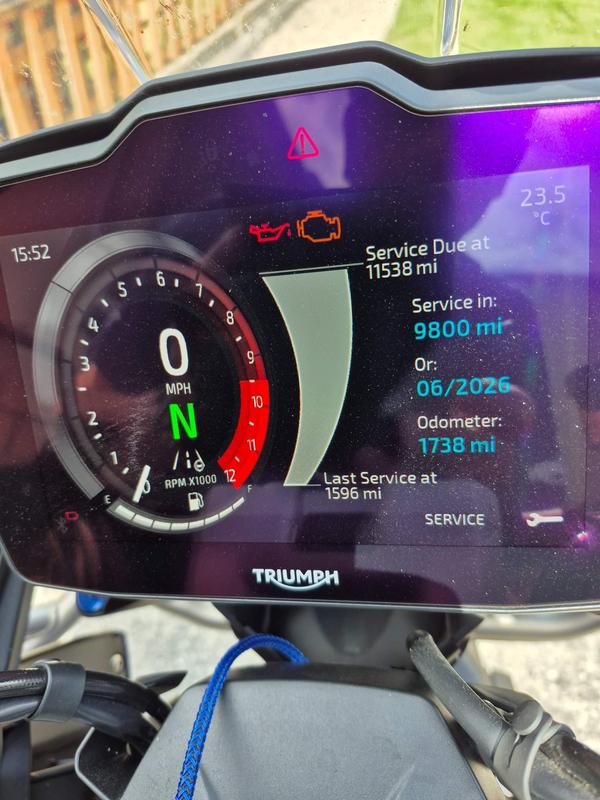 23.5
°C
15:52
Service Due at
11538 mi
Service in:
9800 mi
Or:
06/2026
Odometer:
1738 mi
Last Service at
1596 mi
SERVICE
0
MPH
N
RPM X1000
0
1
2
3
4
5
6
7
8
9
10
11
12
E
F
TRIUMPH